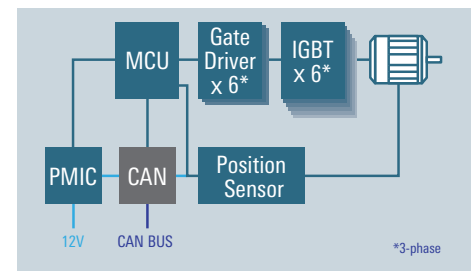 MCU
Gate
Driver
x 6*
IGBT
x 6*
PMIC
CAN
Position
Sensor
12V
CAN BUS
*3-phase